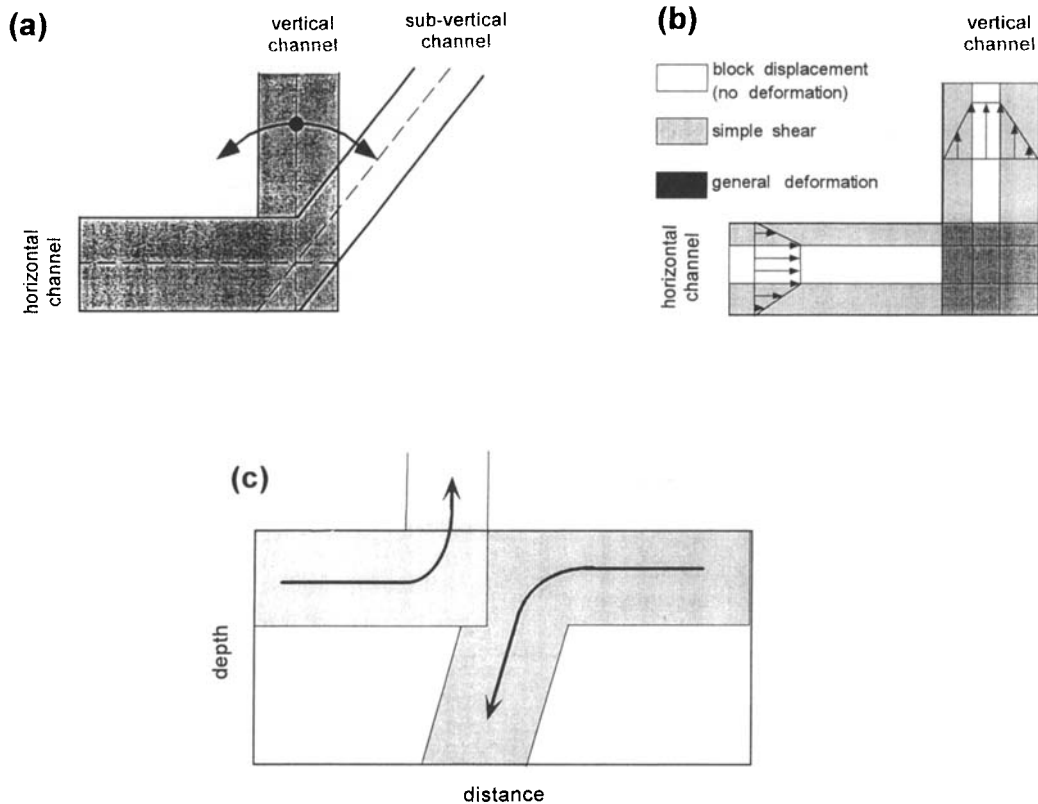 (a)
vertical
channel
sub-vertical
channel
horizontal
channel
(b)
vertical
channel
block displacement
(no deformation)
simple shear
general deformation
horizontal
channel
(c)
depth
distance